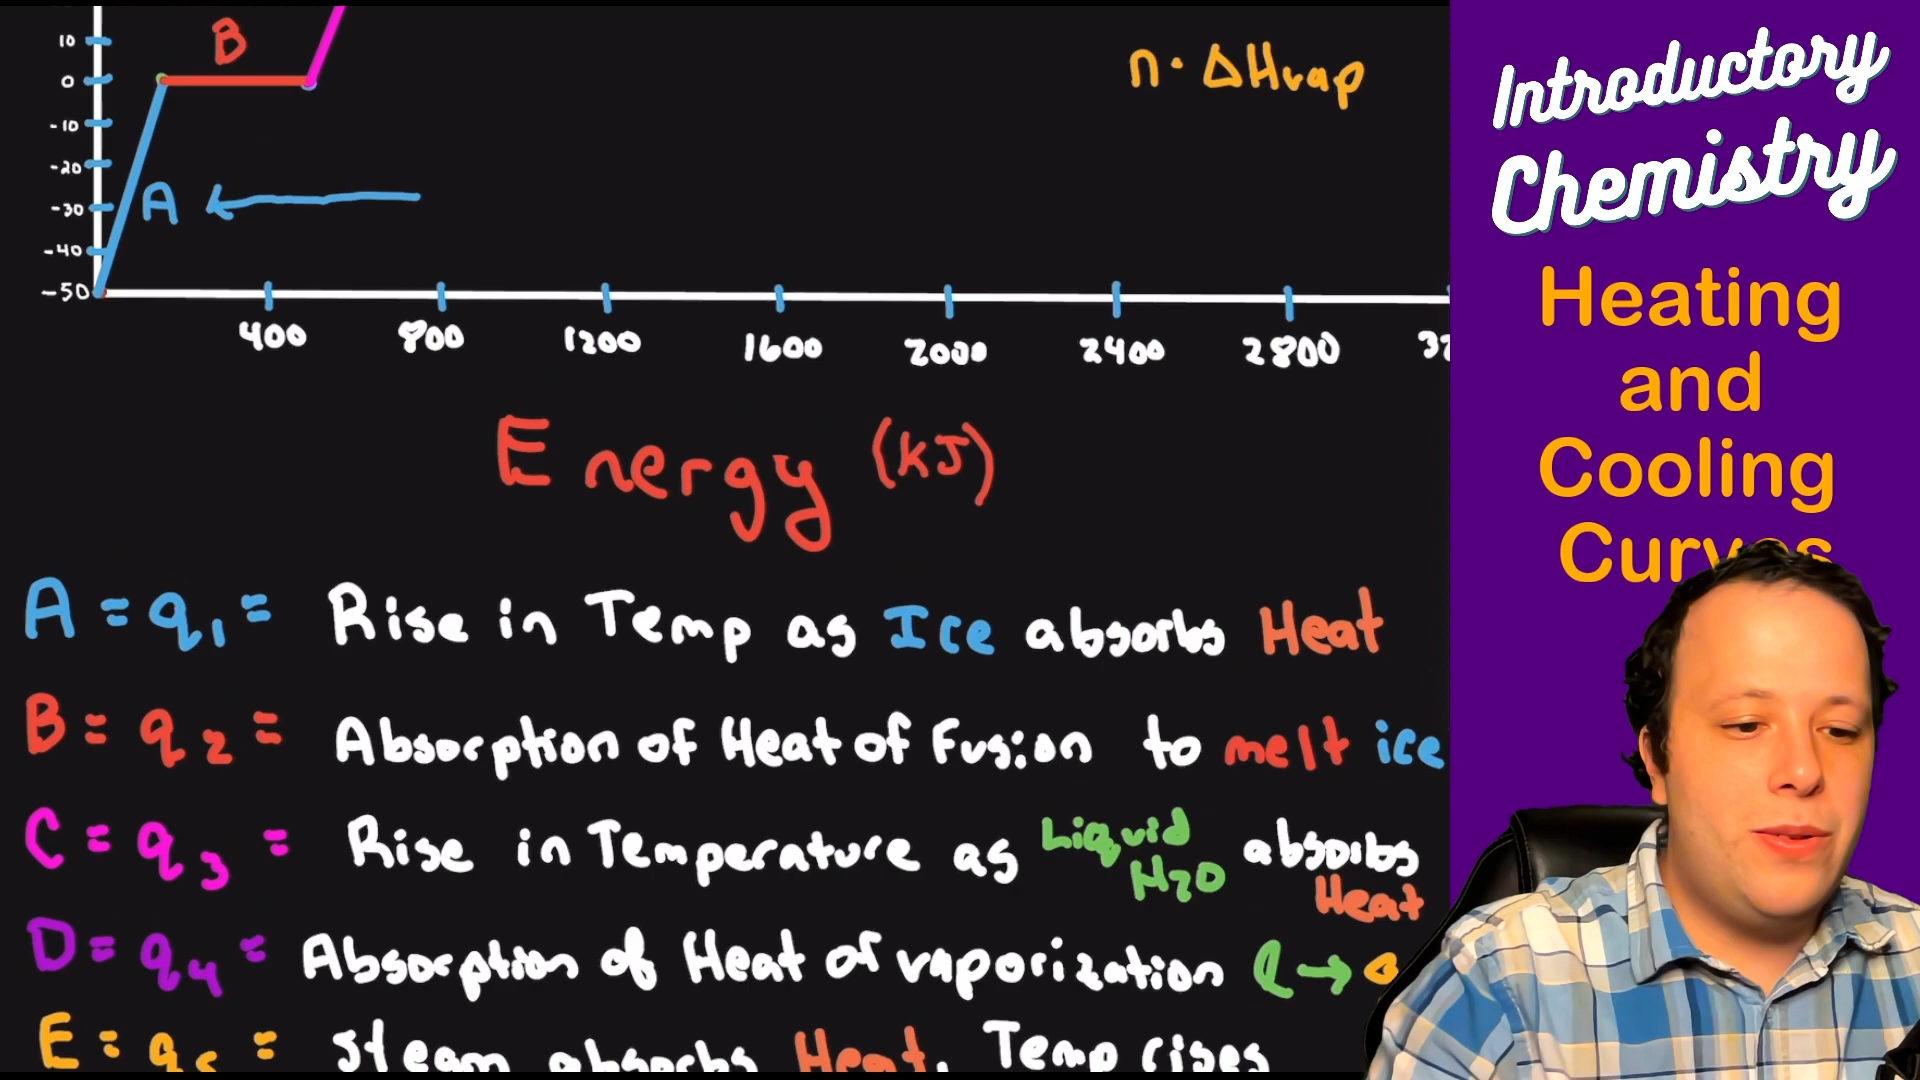 10
B
n · ΔHvap
0
-10
-20
A
-30
-40
-50
400 800 1200 1600 2000 2400 2800 32
Energy (kJ)
A = q1 = Rise in Temp as Ice absorbs Heat
B = q2 = Absorption of Heat of Fusion to melt ice
C = q3 = Rise in Temperature as Liquid H2O absorbs Heat
D = q4 = Absorption of Heat of vaporization l →
E = q5 = steam absorbs Heat, Temp rises
Introductory
Chemistry
Heating
and
Cooling
Curves